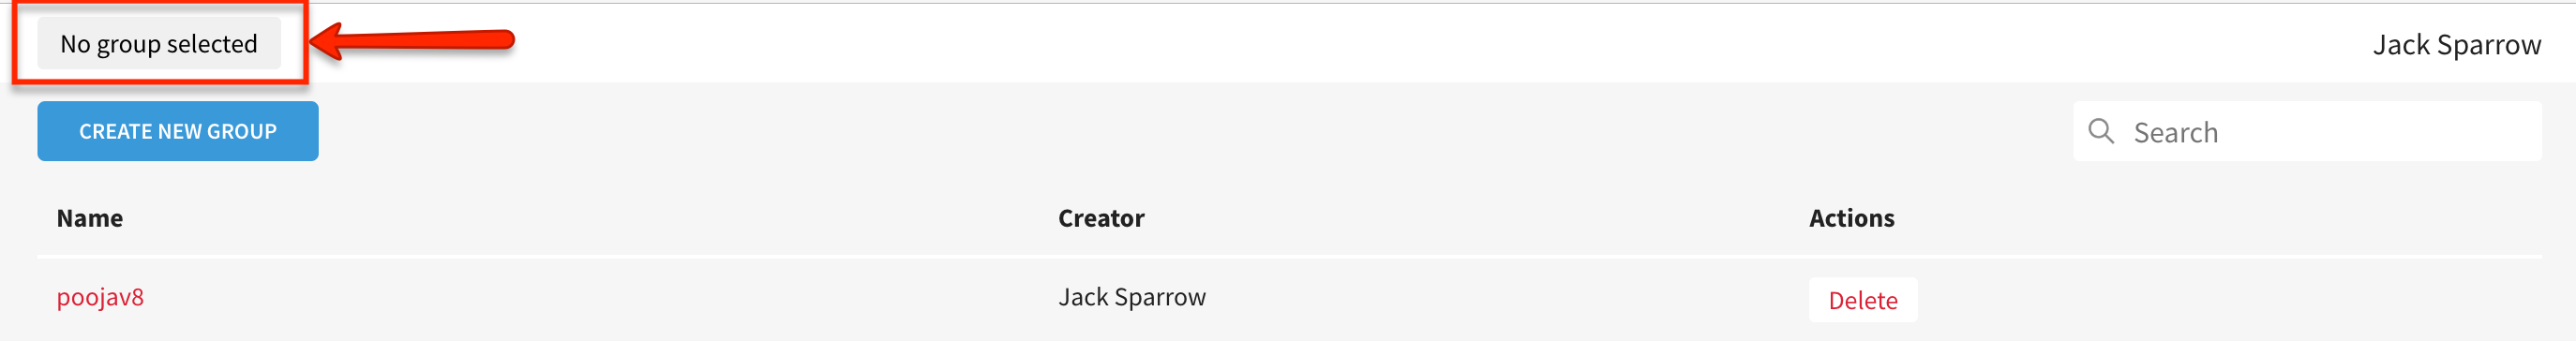 No group selected
Jack Sparrow
CREATE NEW GROUP
Search
Name Creator Actions
poojav8 Jack Sparrow Delete